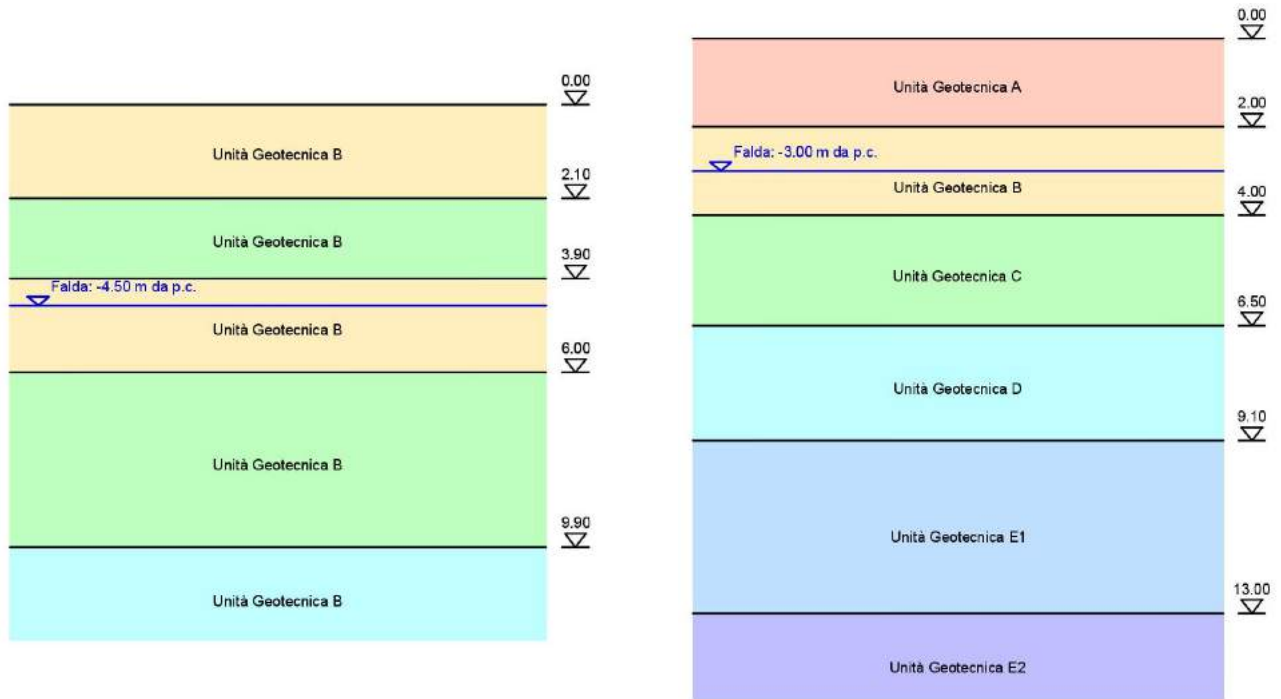 0.00
Unità Geotecnica B
2.10
Unità Geotecnica B
3.90
Falda: -4.50 m da p.c.
Unità Geotecnica B
6.00
Unità Geotecnica B
9.90
Unità Geotecnica B
0.00
Unità Geotecnica A
2.00
Falda: -3.00 m da p.c.
Unità Geotecnica B
4.00
Unità Geotecnica C
6.50
Unità Geotecnica D
9.10
Unità Geotecnica E1
13.00
Unità Geotecnica E2